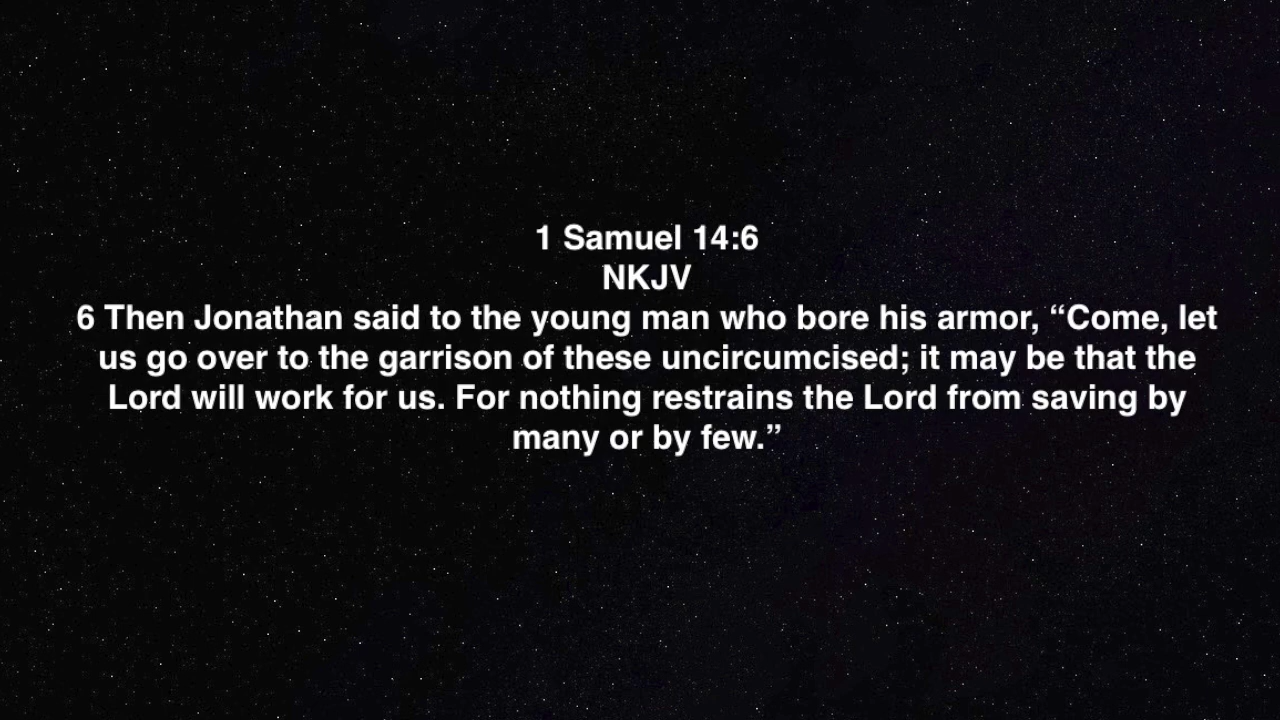 1 Samuel 14:6
NKJV
6 Then Jonathan said to the young man who bore his armor, “Come, let
us go over to the garrison of these uncircumcised; it may be that the
Lord will work for us. For nothing restrains the Lord from saving by
many or by few.”